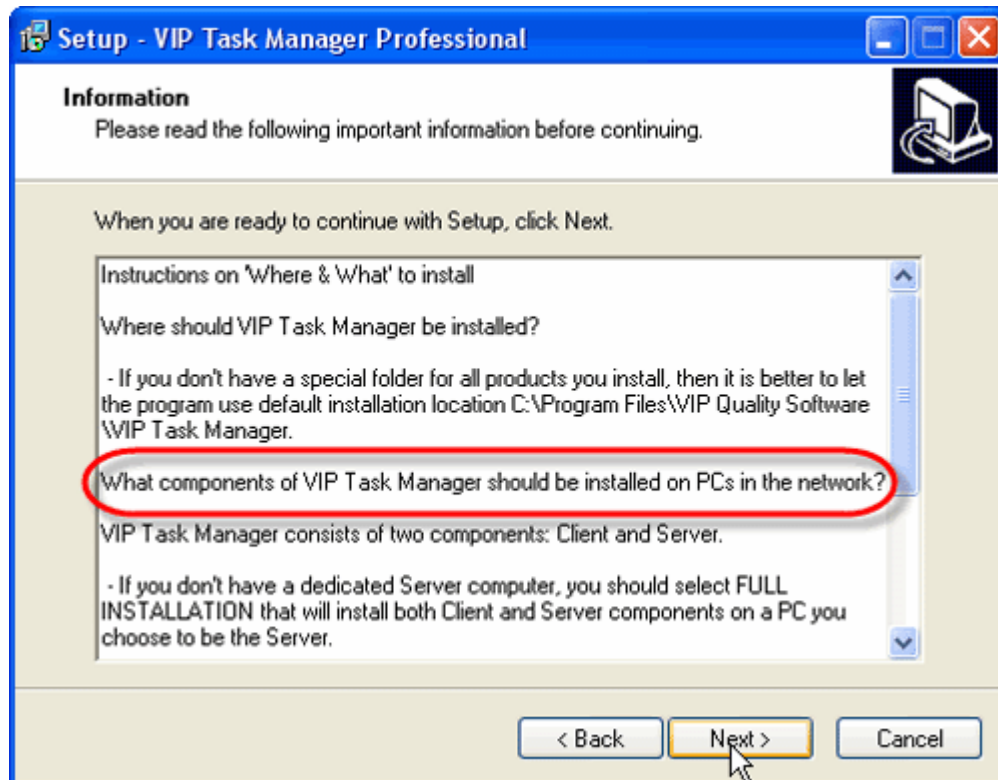 Setup - VIP Task Manager Professional
Information
Please read the following important information before continuing.
When you are ready to continue with Setup, click Next.
Instructions on 'Where & What' to install
Where should VIP Task Manager be installed?
- If you don't have a special folder for all products you install, then it is better to let
the program use default installation location C:\Program Files\VIP Quality Software
\VIP Task Manager.
What components of VIP Task Manager should be installed on PCs in the network?
VIP Task Manager consists of two components: Client and Server.
- If you don't have a dedicated Server computer, you should select FULL
INSTALLATION that will install both Client and Server components on a PC you
choose to be the Server.
< Back Next > Cancel